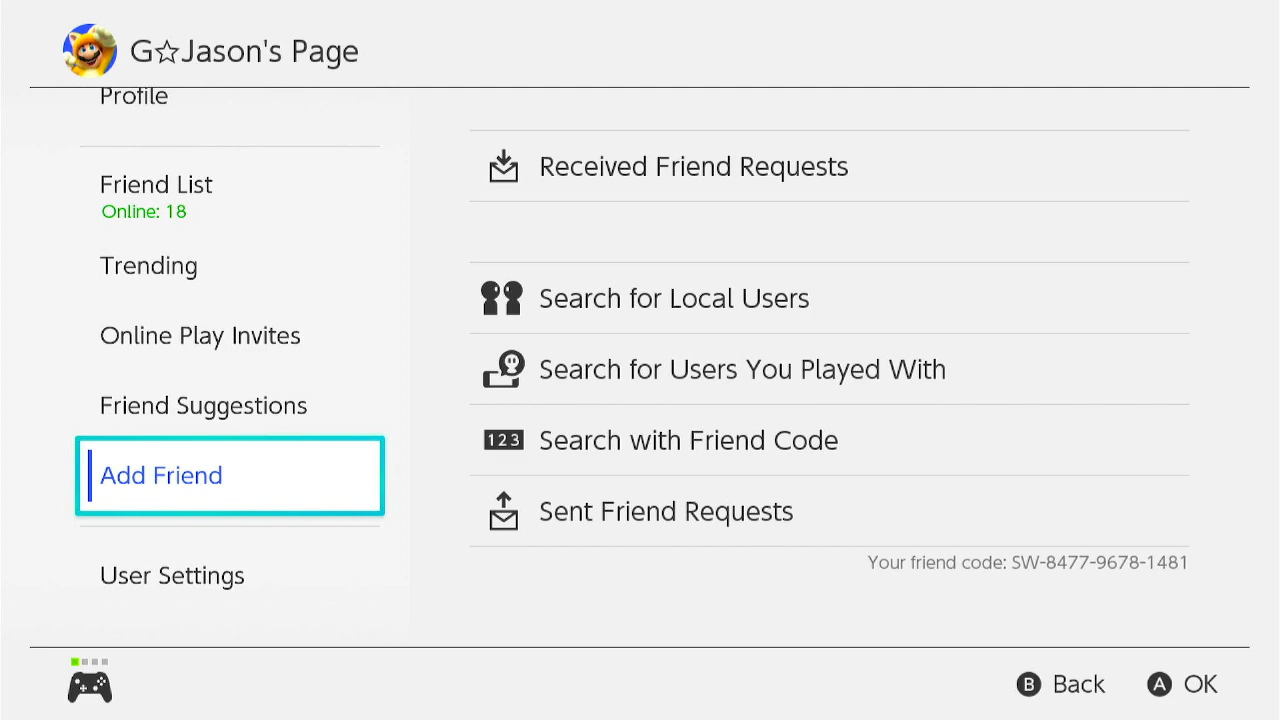 G☆Jason's Page
Profile
Friend List
Online: 18
Trending
Online Play Invites
Friend Suggestions
Add Friend
User Settings
Received Friend Requests
Search for Local Users
Search for Users You Played With
123 Search with Friend Code
Sent Friend Requests
Your friend code: SW-8477-9678-1481
B Back
A OK